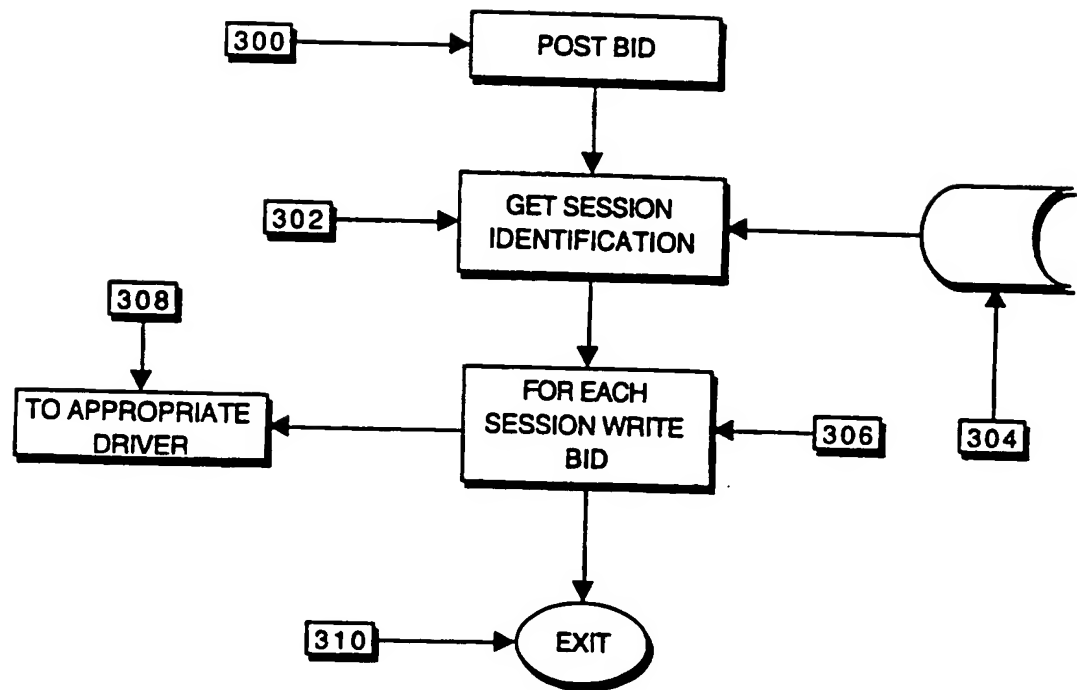 300
POST BID
302
GET SESSION
IDENTIFICATION
308
TO APPROPRIATE
DRIVER
FOR EACH
SESSION WRITE
BID
306
304
310
EXIT